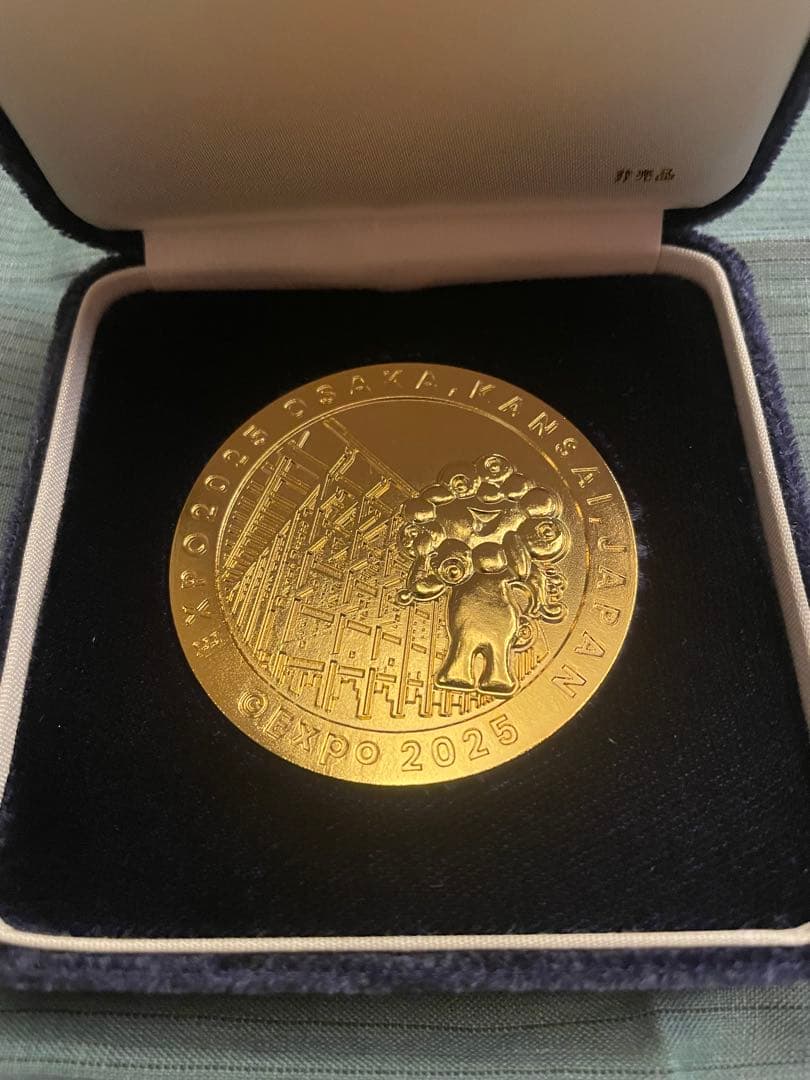 非売品
EXPO2025 OSAKA, KANSAI, JAPAN
©Expo 2025